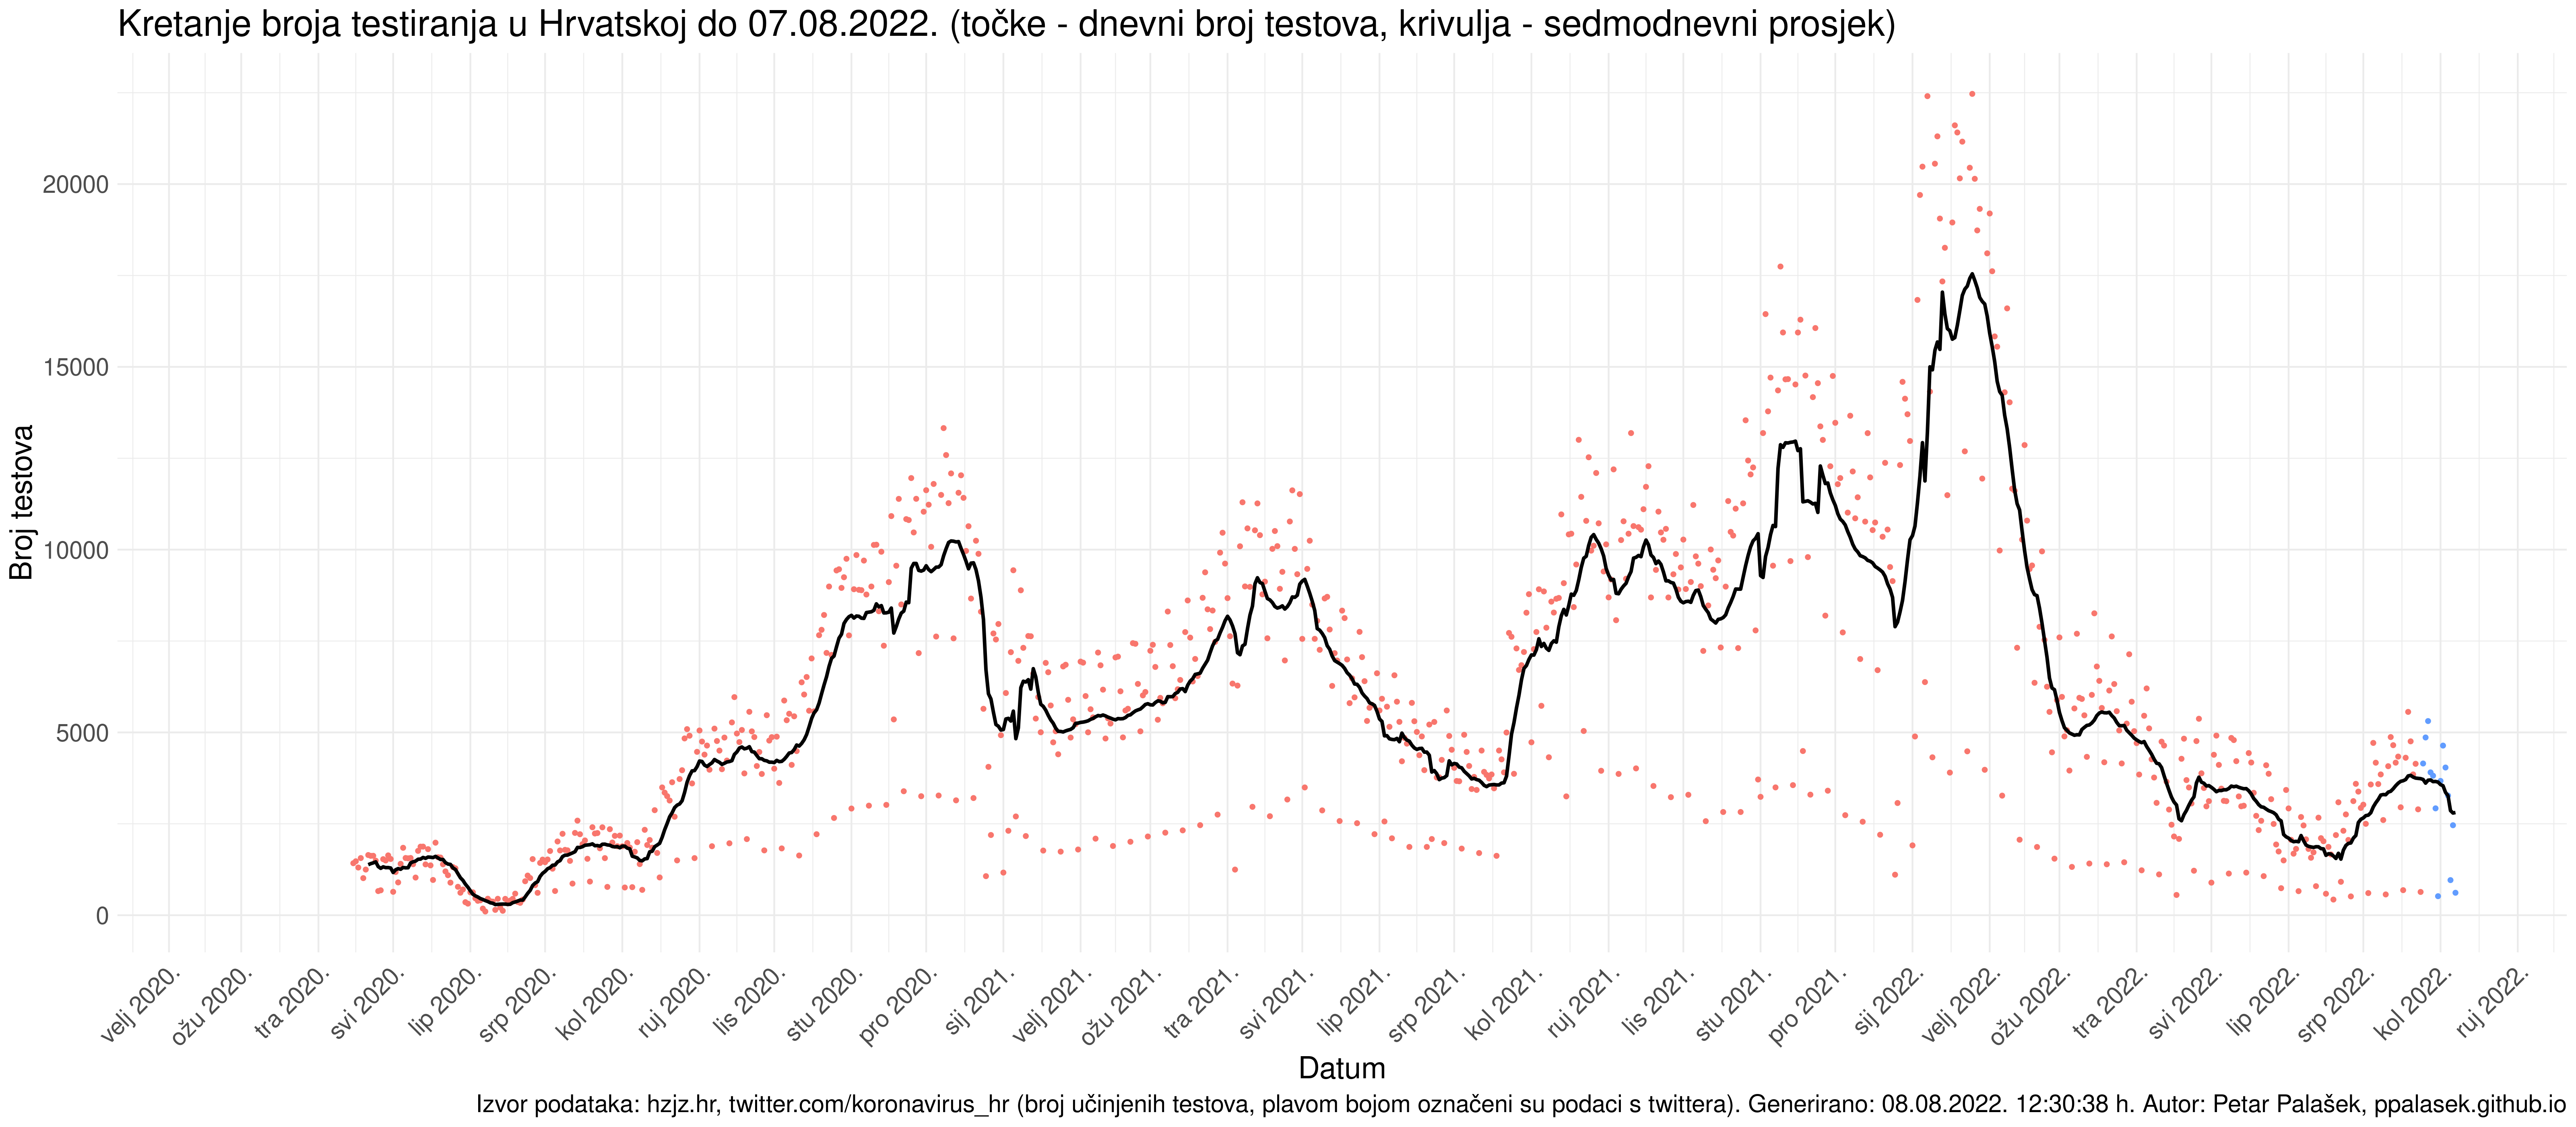 Kretanje broja testiranja u Hrvatskoj do 07.08.2022. (točke - dnevni broj testova, krivulja - sedmodnevni prosjek)
Broj testova
20000
15000
10000
5000
0
velj 2020.
ožu 2020.
tra 2020.
svi 2020.
lip 2020.
srp 2020.
kol 2020.
ruj 2020.
lis 2020.
stu 2020.
pro 2020.
sij 2021.
velj 2021.
ožu 2021.
tra 2021.
svi 2021.
lip 2021.
srp 2021.
kol 2021.
ruj 2021.
lis 2021.
stu 2021.
pro 2021.
sij 2022.
velj 2022.
ožu 2022.
tra 2022.
svi 2022.
lip 2022.
srp 2022.
kol 2022.
ruj 2022.
Datum
Izvor podataka: hzjz.hr, twitter.com/koronavirus_hr (broj učinjenih testova, plavom bojom označeni su podaci s twittera). Generirano: 08.08.2022. 12:30:38 h. Autor: Petar Palašek, ppalasek.github.io